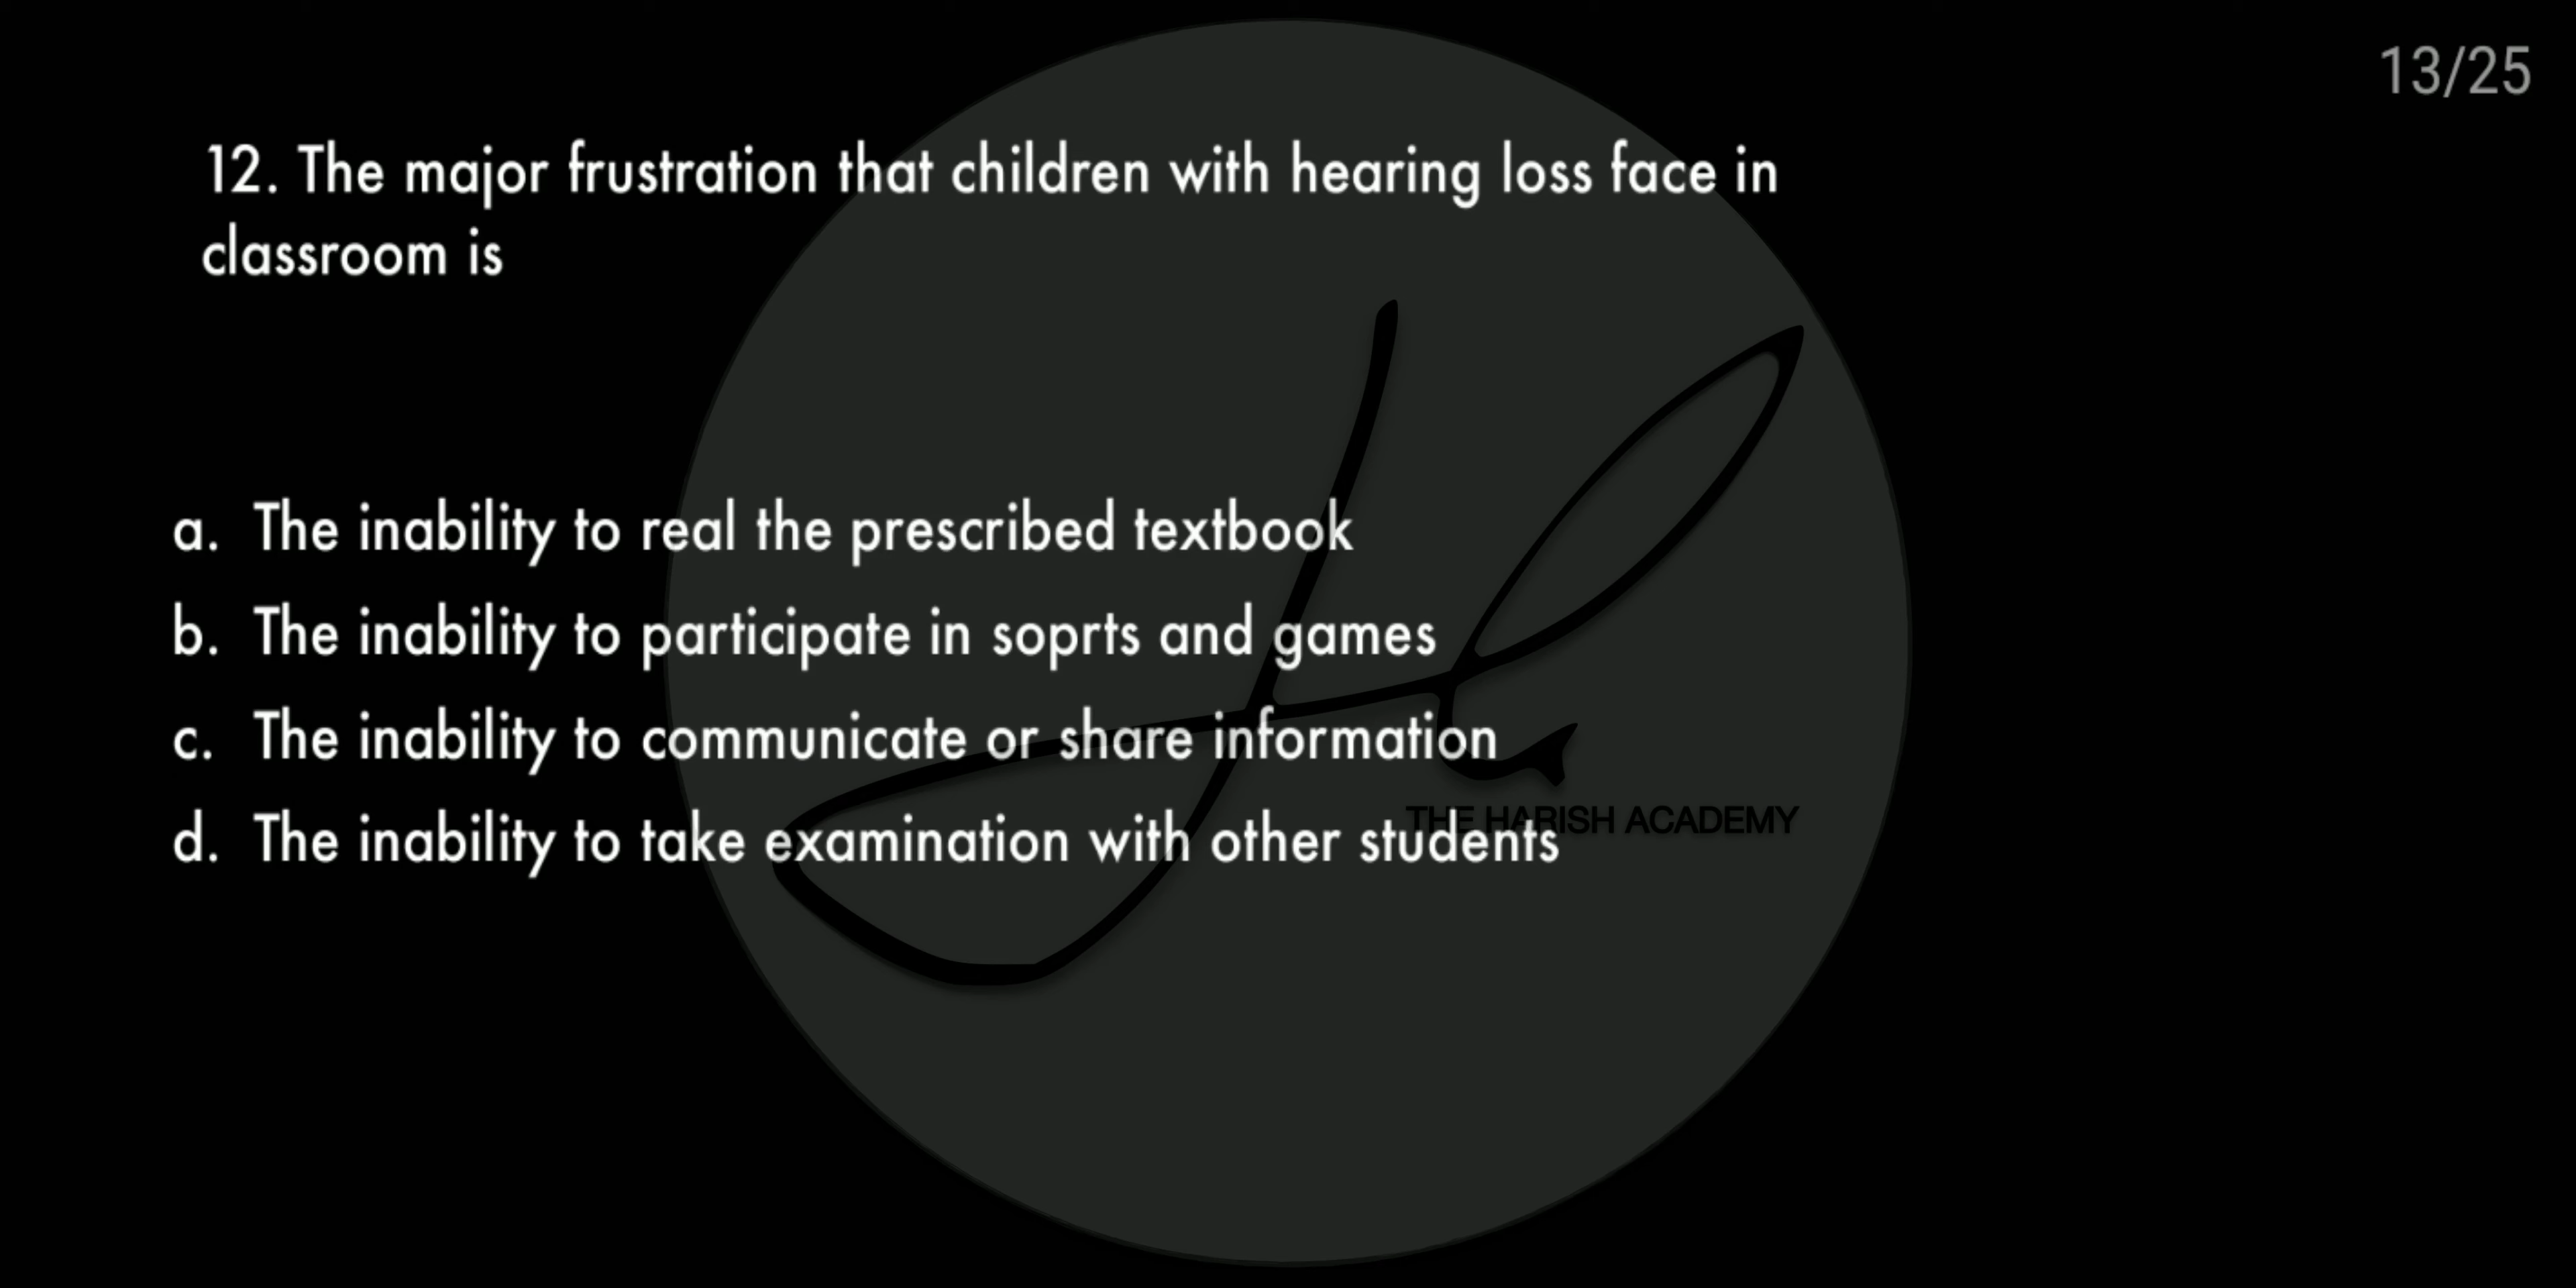 13/25
12. The major frustration that children with hearing loss face in
classroom is
a. The inability to real the prescribed textbook
b. The inability to participate in soprts and games
c. The inability to communicate or share information
d. The inability to take examination with other students
THE HARISH ACADEMY